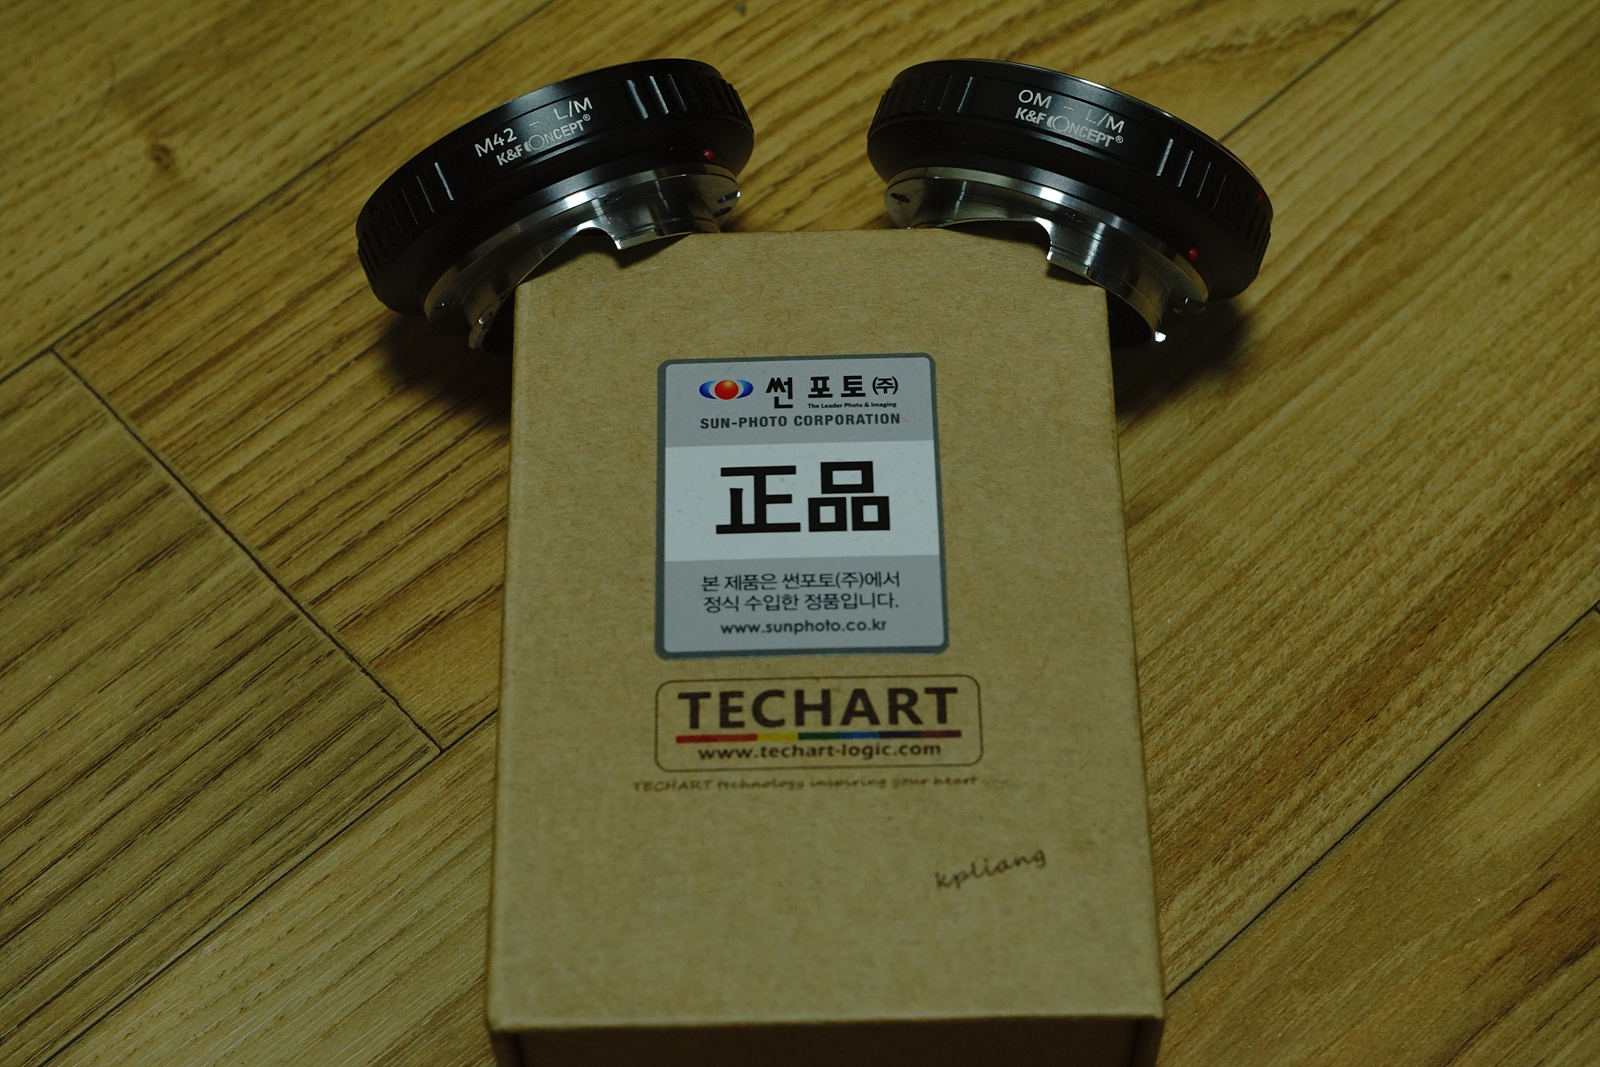 M42 - L/M
K&F CONCEPT®
OM - L/M
K&F CONCEPT®
썬 포토㈜
The Leader Photo & Imaging
SUN-PHOTO CORPORATION
正品
본 제품은 썬포토(주)에서
정식 수입한 정품입니다.
www.sunphoto.co.kr
TECHART
www.techart-logic.com
TECHART technology inspiring your heart
kpliang